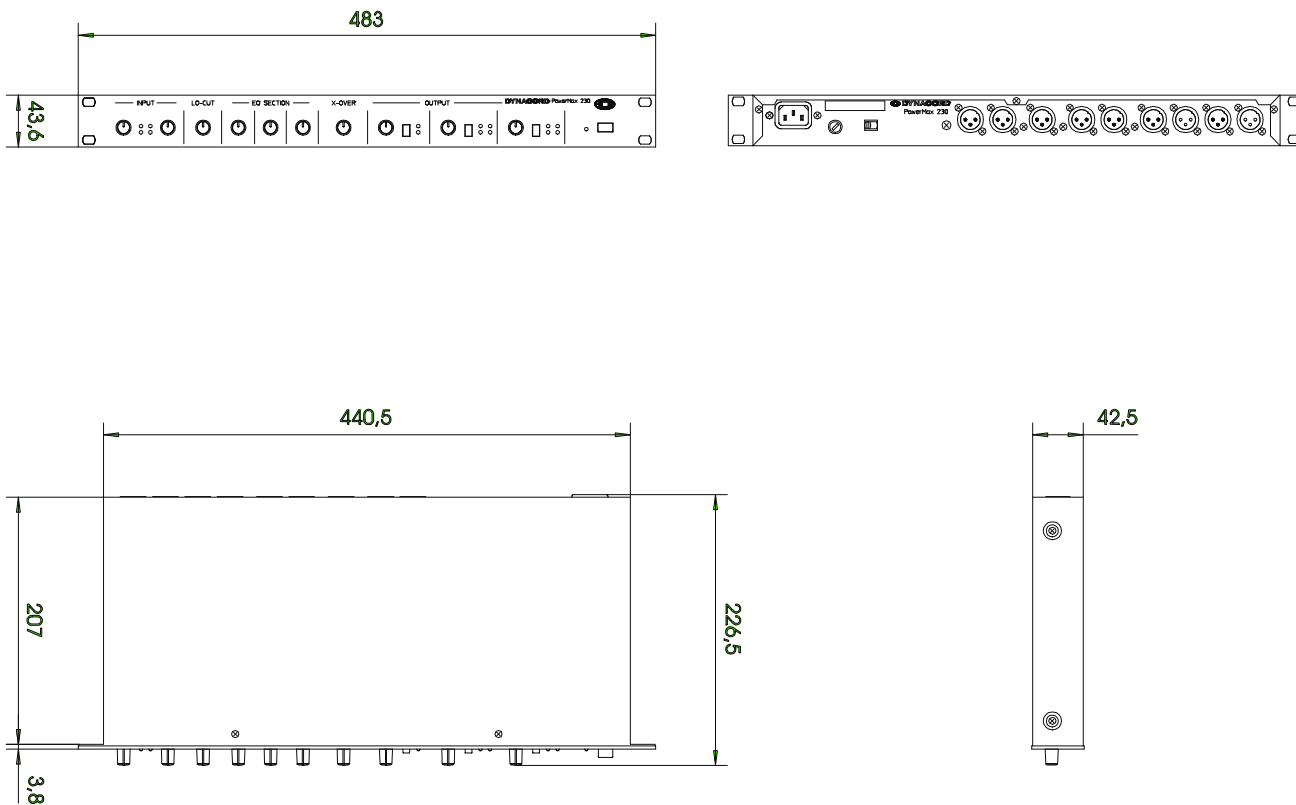 483
43,6
INPUT LO-CUT EQ SECTION X-OVER OUTPUT DYNACORD PowerMax 230
DYNACORD
PowerMax 230
440,5
42,5
207
226,5
3,8